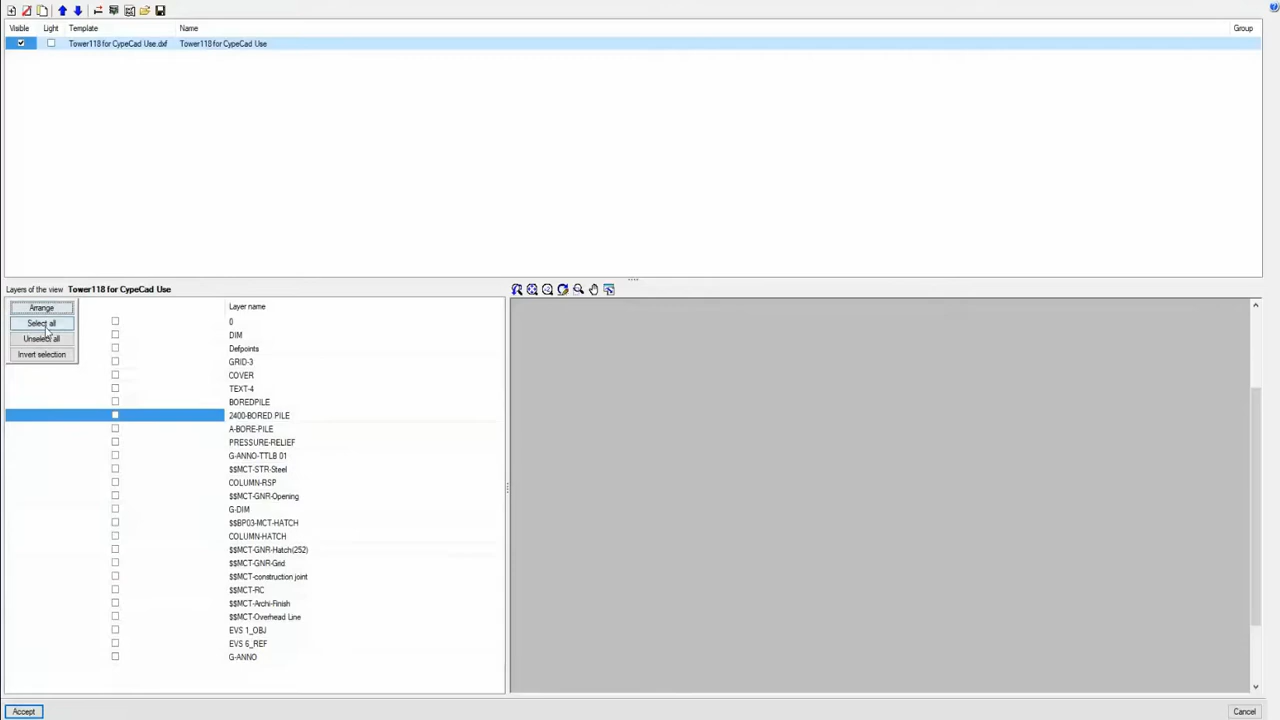 Visible Light Template Name Group
Tower118 for CypeCad Use.dxf Tower118 for CypeCad Use
Layers of the view Tower118 for CypeCad Use
Arrange
Select all
Unselect all
Invert selection
Layer name
0
DIM
Defpoints
GRID-3
COVER
TEXT-4
BOREDPILE
2400-BORED PILE
A-BORE-PILE
PRESSURE-RELIEF
G-ANNO-TTLB 01
$$MCT-STR-Steel
COLUMN-RSP
$$MCT-GNR-Opening
G-DIM
$$BP03-MCT-HATCH
COLUMN-HATCH
$$MCT-GNR-Hatch(252)
$$MCT-GNR-Grid
$$MCT-construction joint
$$MCT-RC
$$MCT-Archi-Finish
$$MCT-Overhead Line
EVS 1_OBJ
EVS 6_REF
G-ANNO
Accept Cancel